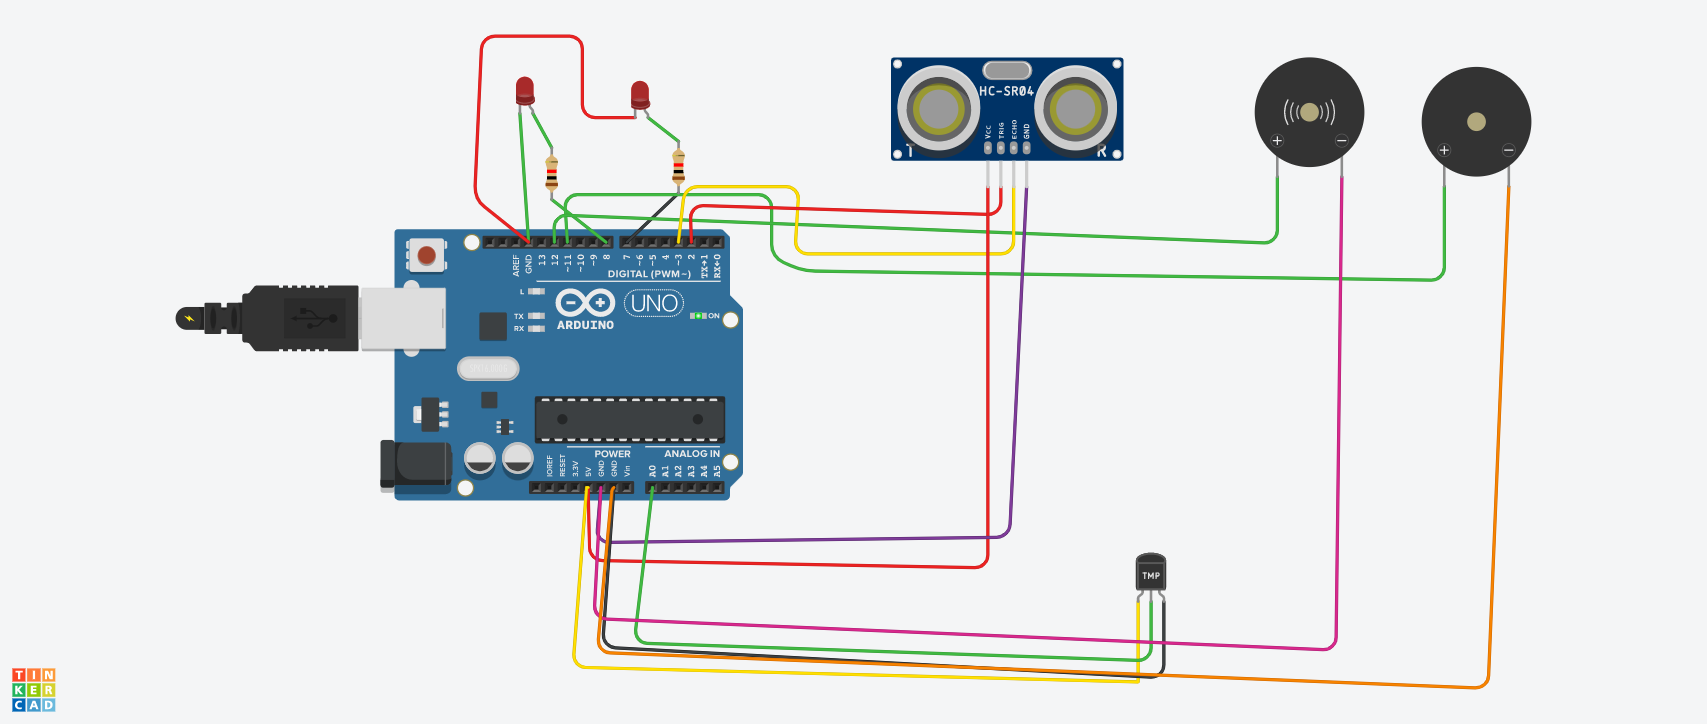 HC-SR04
VCC
TRIG
ECHO
GND
T
R
+
−
+
−
AREF
GND
13
12
~11
~10
~9
8
7
~6
~5
4
~3
2
TX→1
RX←0
DIGITAL (PWM~)
L
TX
RX
UNO
ARDUINO
ON
POWER
ANALOG IN
IOREF
RESET
3.3V
5V
GND
GND
Vin
A0
A1
A2
A3
A4
A5
TMP
TIN
KER
CAD